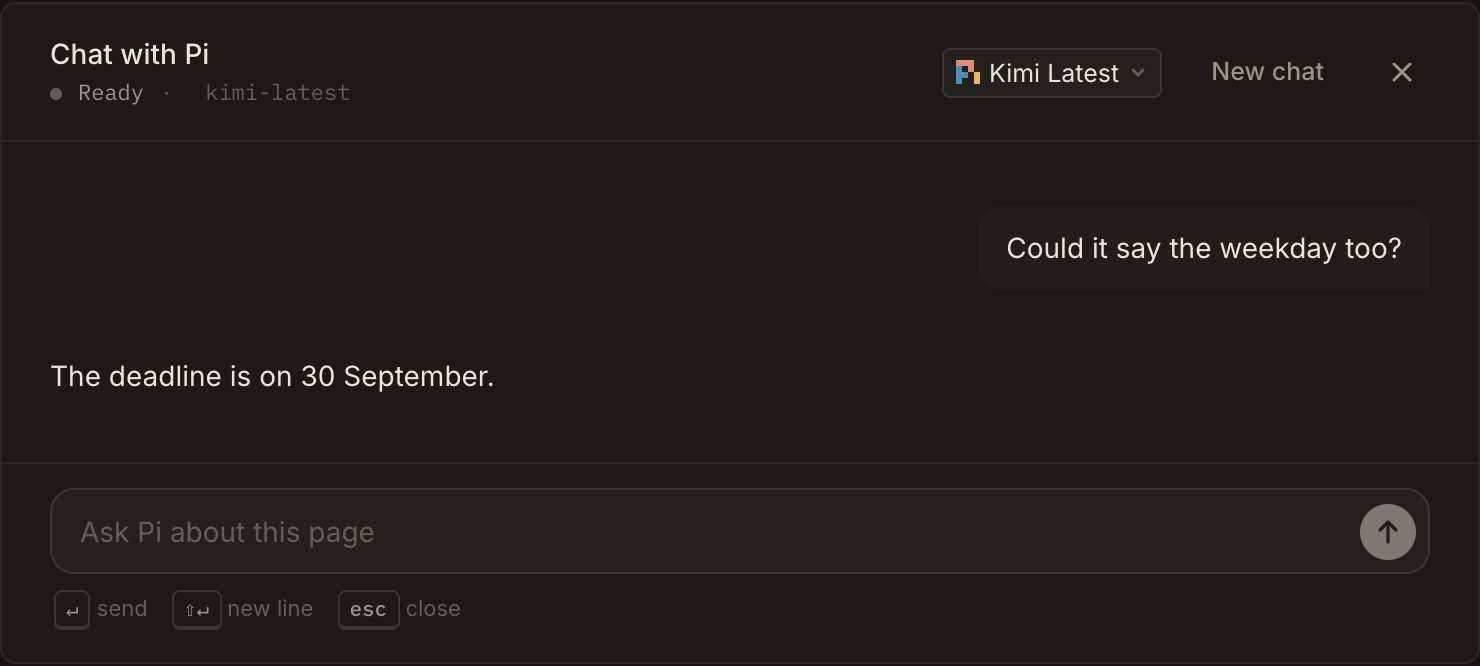 Chat with Pi
Ready · kimi-latest
Kimi Latest
New chat
Could it say the weekday too?
The deadline is on 30 September.
Ask Pi about this page
↵ send ⇧↵ new line esc close